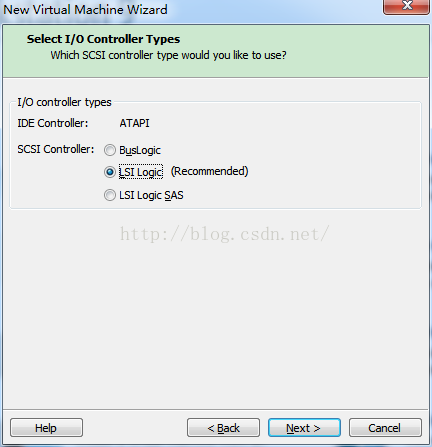 New Virtual Machine Wizard
Select I/O Controller Types
Which SCSI controller type would you like to use?
I/O controller types
IDE Controller: ATAPI
SCSI Controller: BusLogic
LSI Logic (Recommended)
LSI Logic SAS
http://blog.csdn.net/
Help < Back Next > Cancel